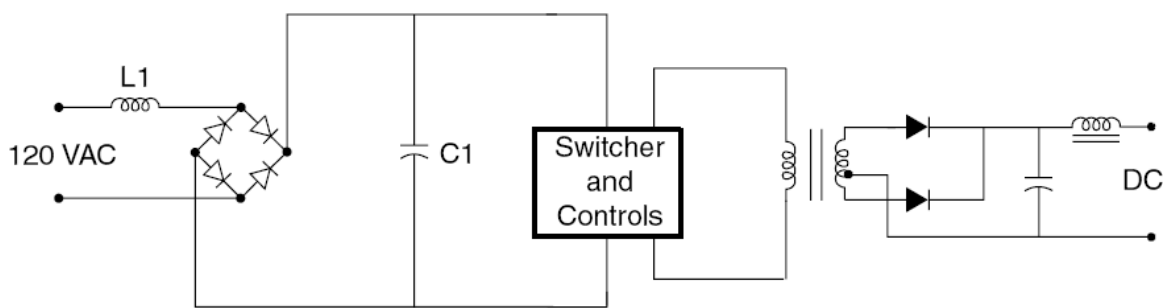 L1
120 VAC
C1
Switcher
and
Controls
DC